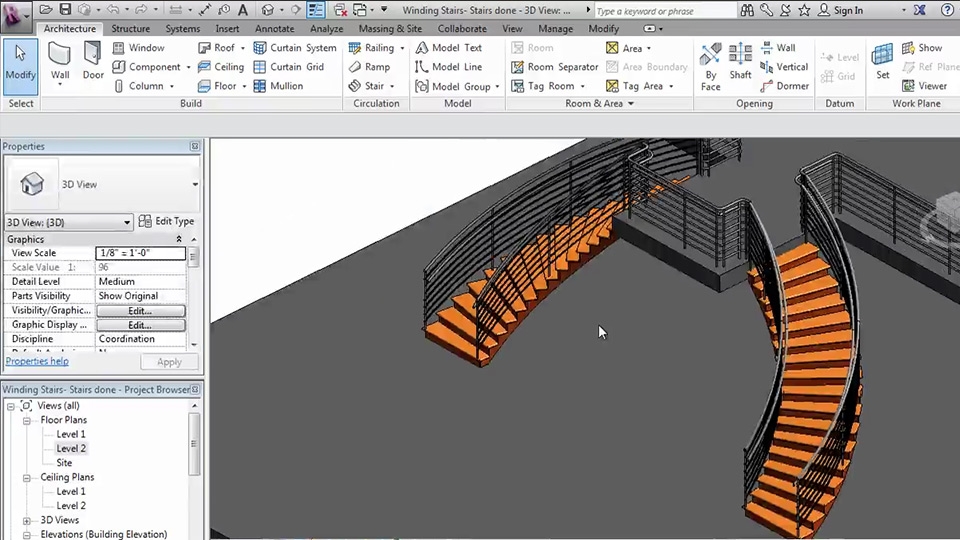 Winding Stairs- Stairs done - 3D View: ...
Type a keyword or phrase
Sign In
Architecture Structure Systems Insert Annotate Analyze Massing & Site Collaborate View Manage Modify
Modify
Select
Wall
Door
Window
Component
Column
Roof
Ceiling
Floor
Curtain System
Curtain Grid
Mullion
Build
Railing
Ramp
Stair
Circulation
Model Text
Model Line
Model Group
Model
Room
Room Separator
Tag Room
Area
Area Boundary
Tag Area
Room & Area
By
Face
Shaft
Wall
Vertical
Dormer
Opening
Level
Grid
Datum
Set
Show
Ref Plane
Viewer
Work Plane
Properties
3D View
3D View: {3D}
Edit Type
Graphics
View Scale 1/8" = 1'-0"
Scale Value 1: 96
Detail Level Medium
Parts Visibility Show Original
Visibility/Graphic... Edit...
Graphic Display ... Edit...
Discipline Coordination
Properties help
Apply
Winding Stairs- Stairs done - Project Browser
Views (all)
Floor Plans
Level 1
Level 2
Site
Ceiling Plans
Level 1
Level 2
3D Views
Elevations (Building Elevation)